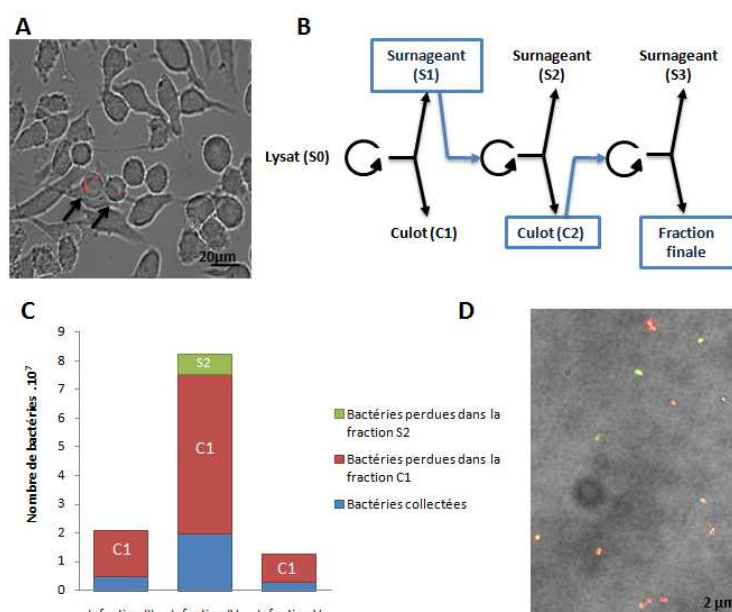 A
20µm
B
Surnageant
(S1)
Surnageant
(S2)
Surnageant
(S3)
Lysat (S0)
Culot (C1)
Culot (C2)
Fraction
finale
C
Nombre de bactéries .10⁷
9
8
7
6
5
4
3
2
1
0
C1
S2
C1
C1
Bactéries perdues dans la
fraction S2
Bactéries perdues dans la
fraction C1
Bactéries collectées
D
2 µm